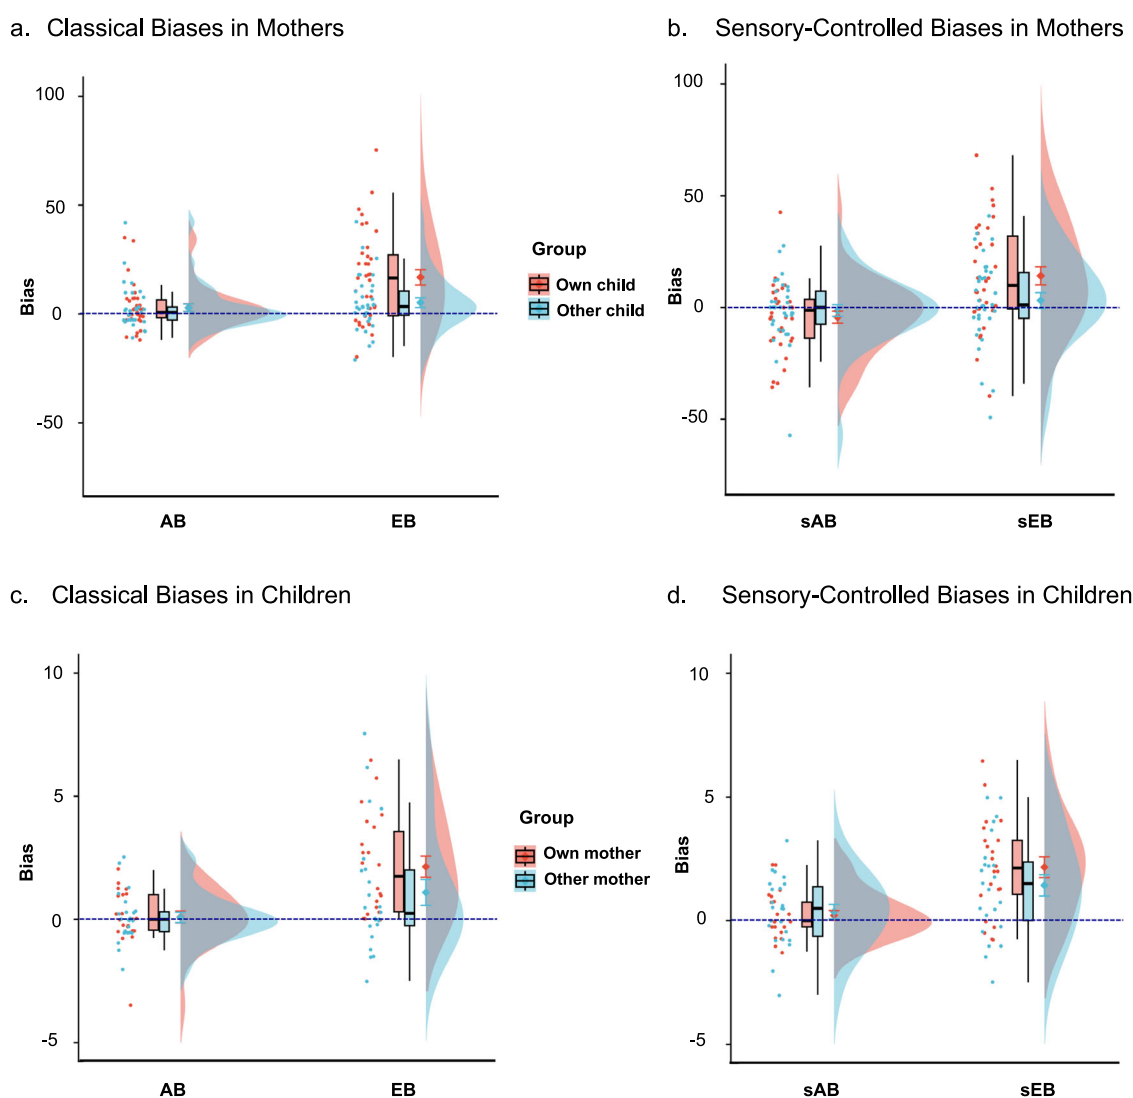 a. Classical Biases in Mothers
b. Sensory-Controlled Biases in Mothers
100
50
0
-50
Bias
AB
EB
Group
Own child
Other child
100
50
0
-50
Bias
sAB
sEB
c. Classical Biases in Children
d. Sensory-Controlled Biases in Children
10
5
0
-5
Bias
AB
EB
Group
Own mother
Other mother
10
5
0
-5
Bias
sAB
sEB